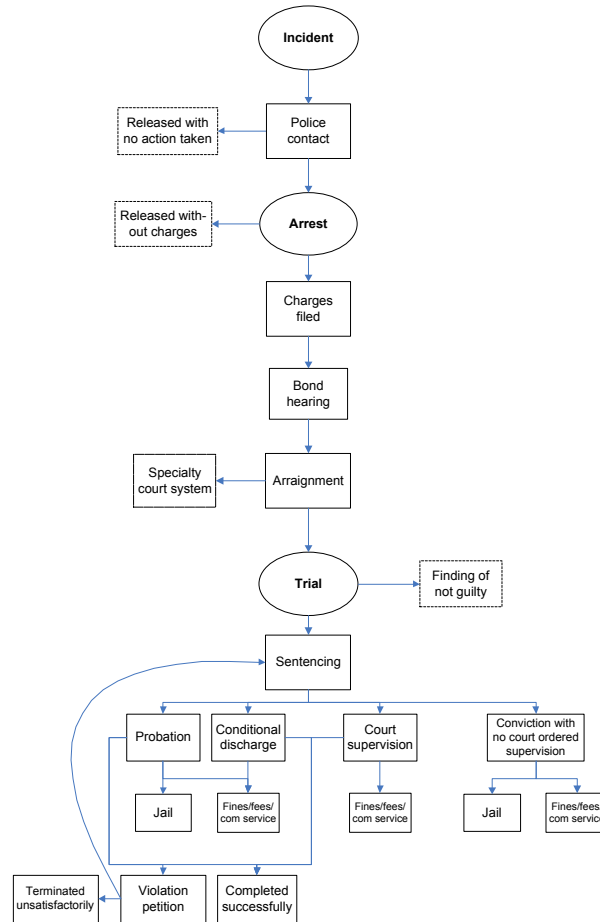 Incident
Released with
no action taken
Police
contact
Released with-
out charges
Arrest
Charges
filed
Bond
hearing
Specialty
court system
Arraignment
Trial
Finding of
not guilty
Sentencing
Probation
Conditional
discharge
Court
supervision
Conviction with
no court ordered
supervision
Jail
Fines/fees/
com service
Fines/fees/
com service
Jail
Fines/fees/
com service
Terminated
unsatisfactorily
Violation
petition
Completed
successfully